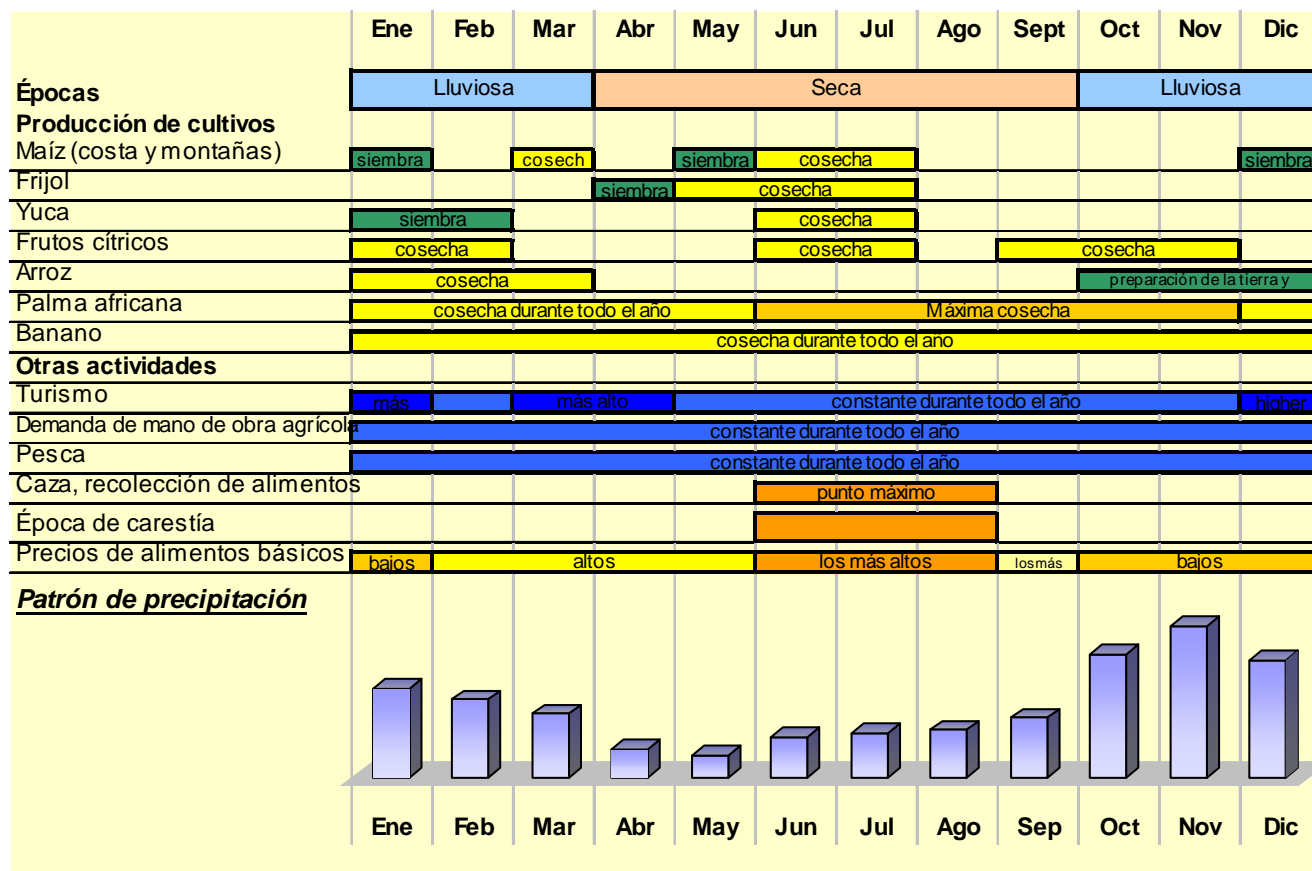 Ene Feb Mar Abr May Jun Jul Ago Sept Oct Nov Dic
Épocas Lluviosa Seca Lluviosa
Producción de cultivos
Maíz (costa y montañas) siembra cosech siembra cosecha siembra
Frijol siembra cosecha
Yuca siembra cosecha
Frutos cítricos cosecha cosecha cosecha
Arroz cosecha preparación de la tierra y
Palma africana cosecha durante todo el año Máxima cosecha
Banano cosecha durante todo el año
Otras actividades
Turismo más más alto constante durante todo el año higher
Demanda de mano de obra agrícola constante durante todo el año
Pesca constante durante todo el año
Caza, recolección de alimentos punto máximo
Época de carestía
Precios de alimentos básicos bajos altos los más altos los más bajos
Patrón de precipitación
Ene Feb Mar Abr May Jun Jul Ago Sep Oct Nov Dic